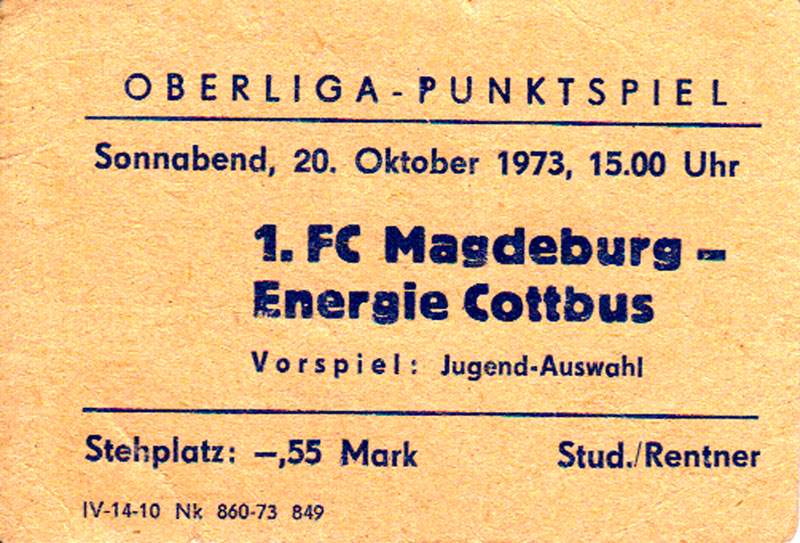 OBERLIGA-PUNKTSPIEL
Sonnabend, 20. Oktober 1973, 15.00 Uhr
1. FC Magdeburg –
Energie Cottbus
Vorspiel: Jugend-Auswahl
Stehplatz: –,55 Mark Stud./Rentner
IV-14-10 Nk 860-73 849